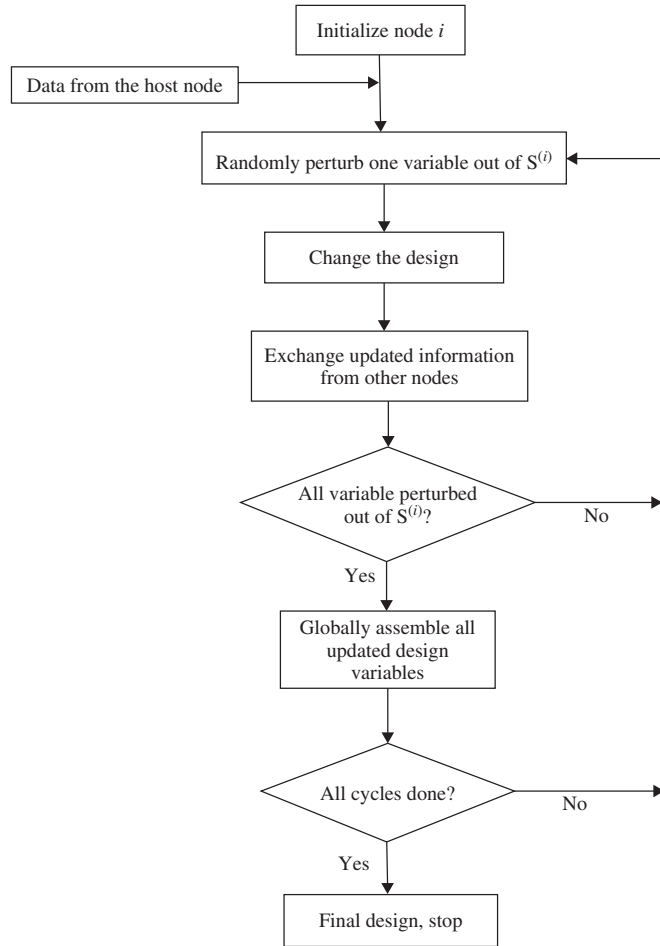 Initialize node i
Data from the host node
Randomly perturb one variable out of S(i)
Change the design
Exchange updated information
from other nodes
All variable perturbed
out of S(i)?
No
Yes
Globally assemble all
updated design
variables
All cycles done?
No
Yes
Final design, stop